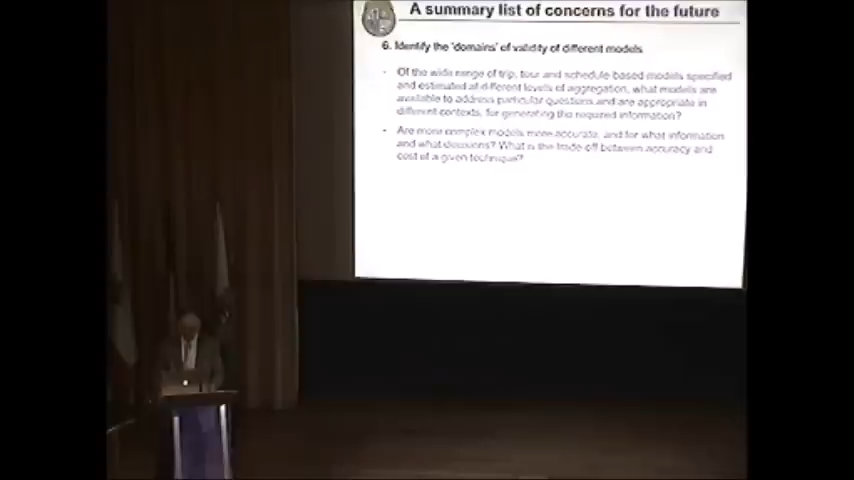 A summary list of concerns for the future
6. Identify the 'domains' of validity of different models
- Of the wide range of trip, tour and schedule based models specified
and estimated at different levels of aggregation, what models are
available to address particular questions and are appropriate in
different contexts, for generating the required information?
- Are more complex models more accurate, and for what information
and what decisions? What is the trade-off between accuracy and
cost of a given technique?